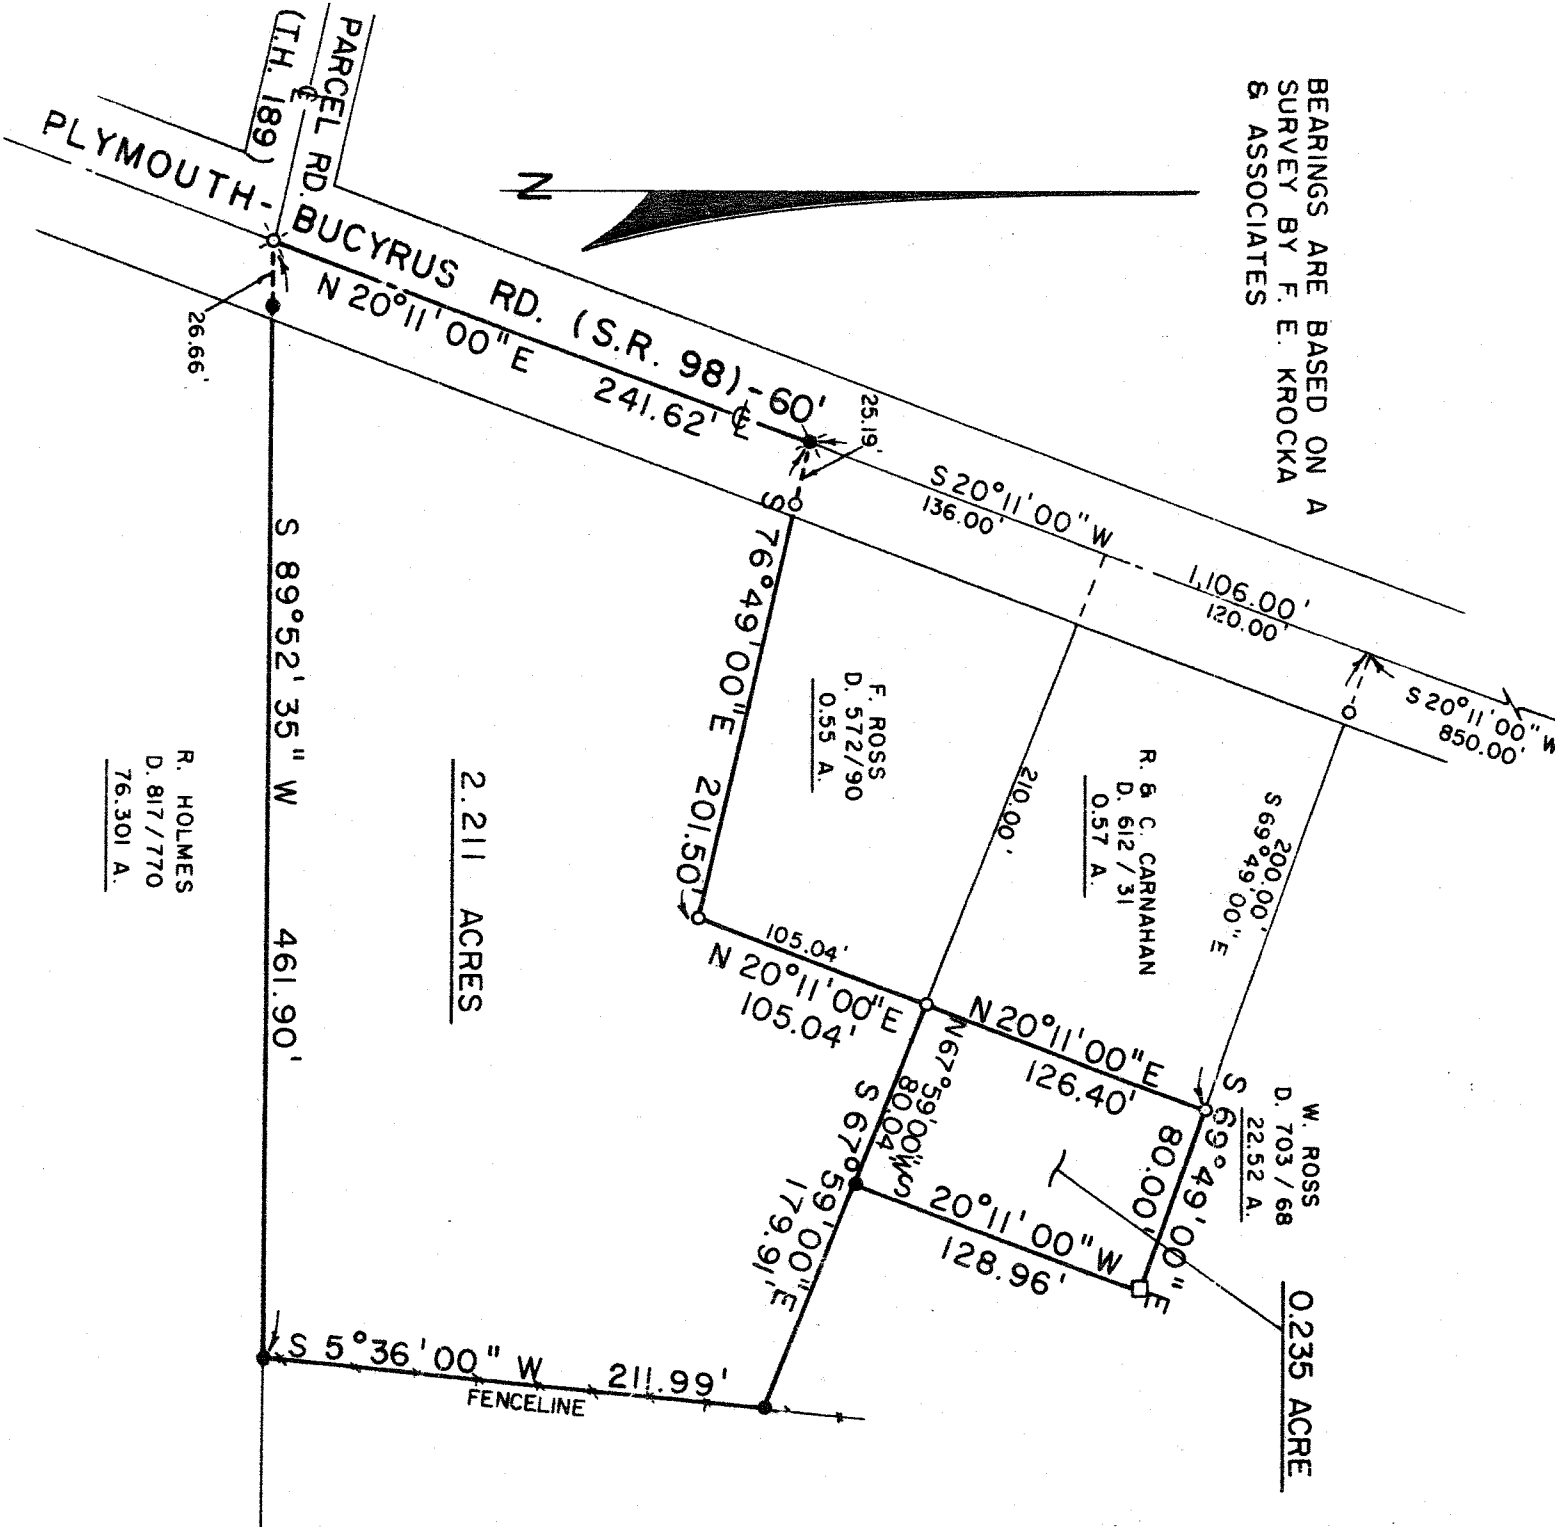 BEARINGS ARE BASED ON A
SURVEY BY F. E. KROCKA
& ASSOCIATES
N
PARCEL RD.
(T.H. 189)
℄
PLYMOUTH-BUCYRUS RD. (S.R. 98)-60'
N 20°11'00"E 241.62' ℄
26.66'
25.19'
S 20°11'00"W
136.00'
1,106.00'
120.00'
S 20°11'00"W
850.00'
S 76°49'00"E 201.50'
F. ROSS
D. 572/90
0.55 A.
210.00'
R. & C. CARNAHAN
D. 612/31
0.57 A.
200.00'
S 69°49'00"E
105.04'
N 20°11'00"E
105.04'
N 20°11'00"E
126.40'
S 69°49'00"E
80.00'
W. ROSS
D. 703/68
22.52 A.
0.235 ACRE
N67°59'00"W
80.04'
S 20°11'00"W
128.96'
S 67°59'00"E
179.91'
S 89°52'35" W 461.90'
2.211 ACRES
R. HOLMES
D. 817/770
76.301 A.
S 5°36'00" W 211.99'
FENCELINE